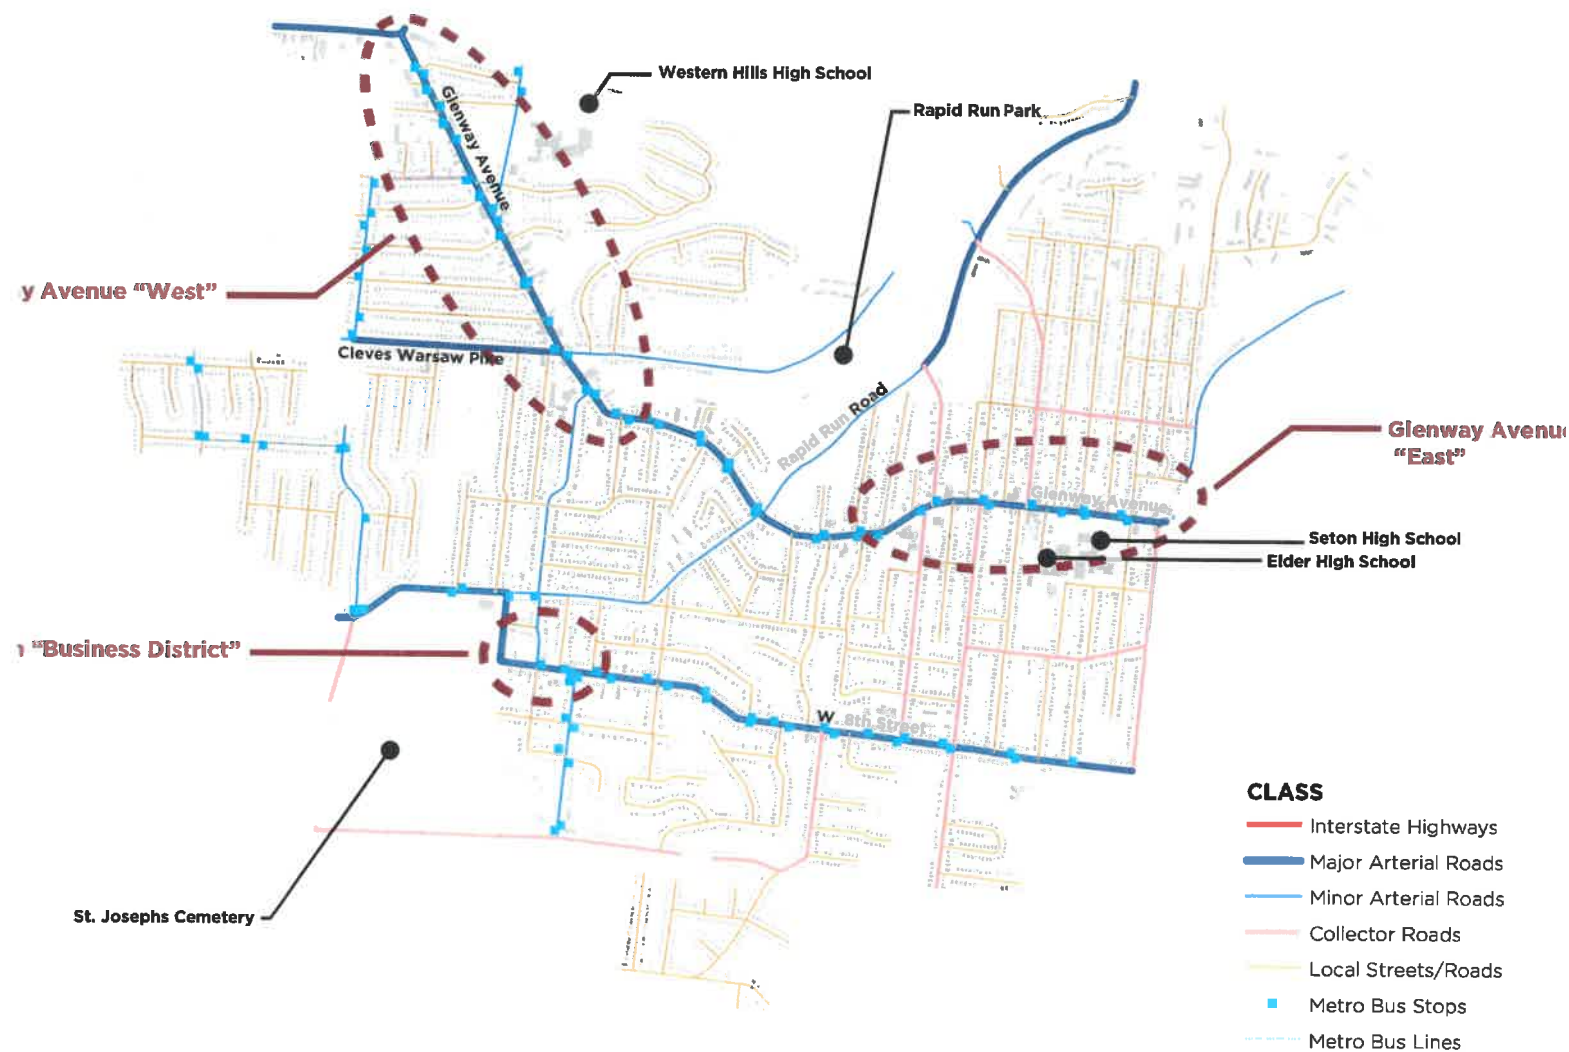 Western Hills High School
Rapid Run Park
Glenway Avenue
y Avenue “West”
Cleves Warsaw Pike
Rapid Run Road
Glenway Avenu
“East”
Glenway Avenue
Seton High School
Elder High School
“Business District”
W
8th Street
St. Josephs Cemetery
CLASS
Interstate Highways
Major Arterial Roads
Minor Arterial Roads
Collector Roads
Local Streets/Roads
Metro Bus Stops
Metro Bus Lines